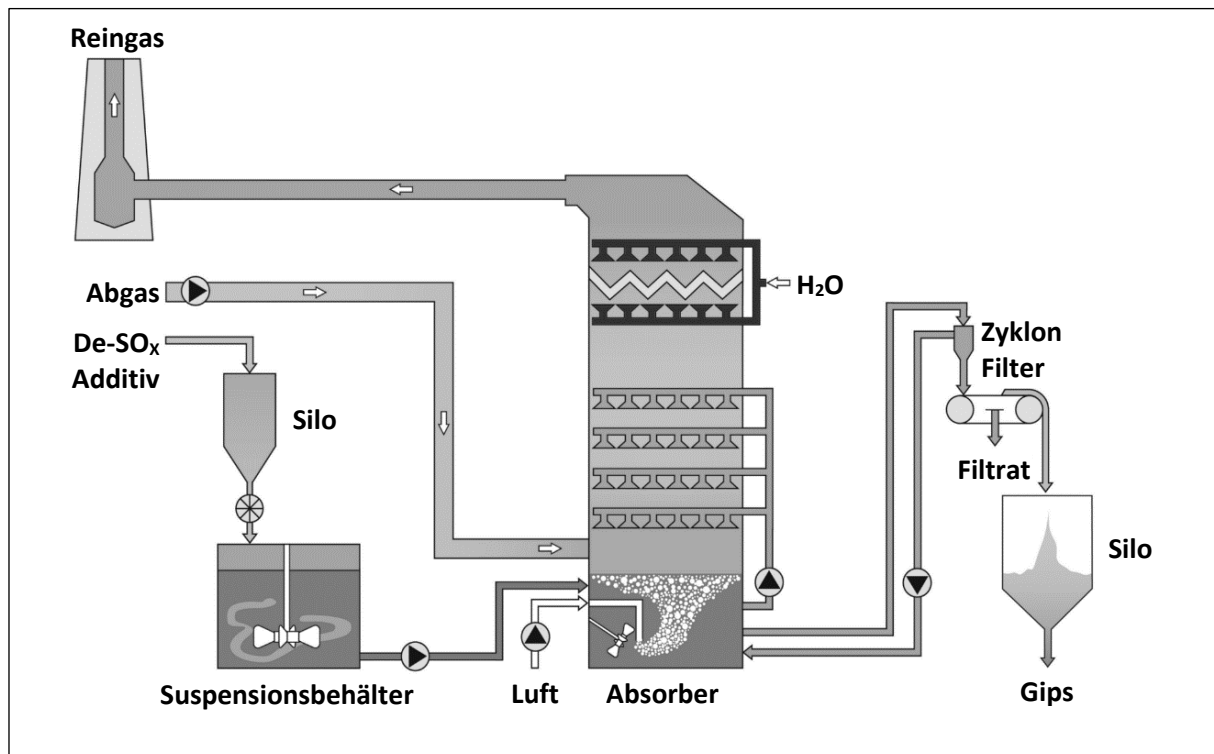 Reingas
Abgas
H₂O
De-SOₓ
Additiv
Silo
Zyklon
Filter
Filtrat
Silo
Suspensionsbehälter
Luft
Absorber
Gips